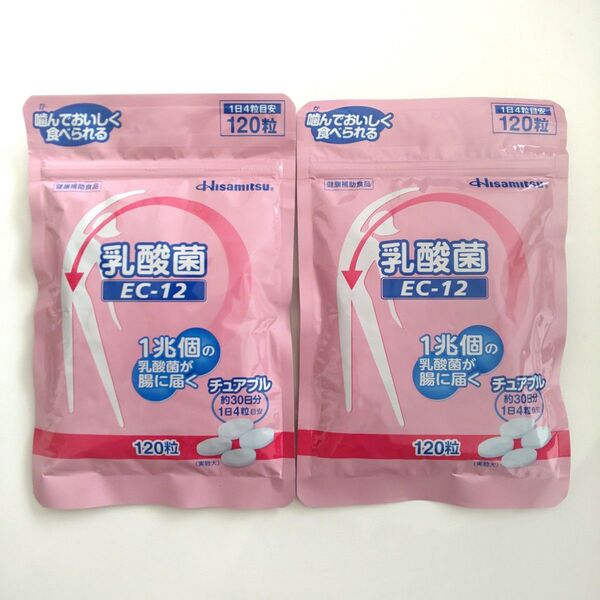 か
噛んでおいしく
食べられる
1日4粒目安
120粒
健康補助食品
Hisamitsu®
乳酸菌
EC-12
1兆個の
乳酸菌が
腸に届く
チュアブル
約30日分
1日4粒目安
120粒
(実物大)
か
噛んでおいしく
食べられる
1日4粒目安
120粒
健康補助食品
Hisamitsu®
乳酸菌
EC-12
1兆個の
乳酸菌が
腸に届く
チュアブル
約30日分
1日4粒目安
120粒
(実物大)